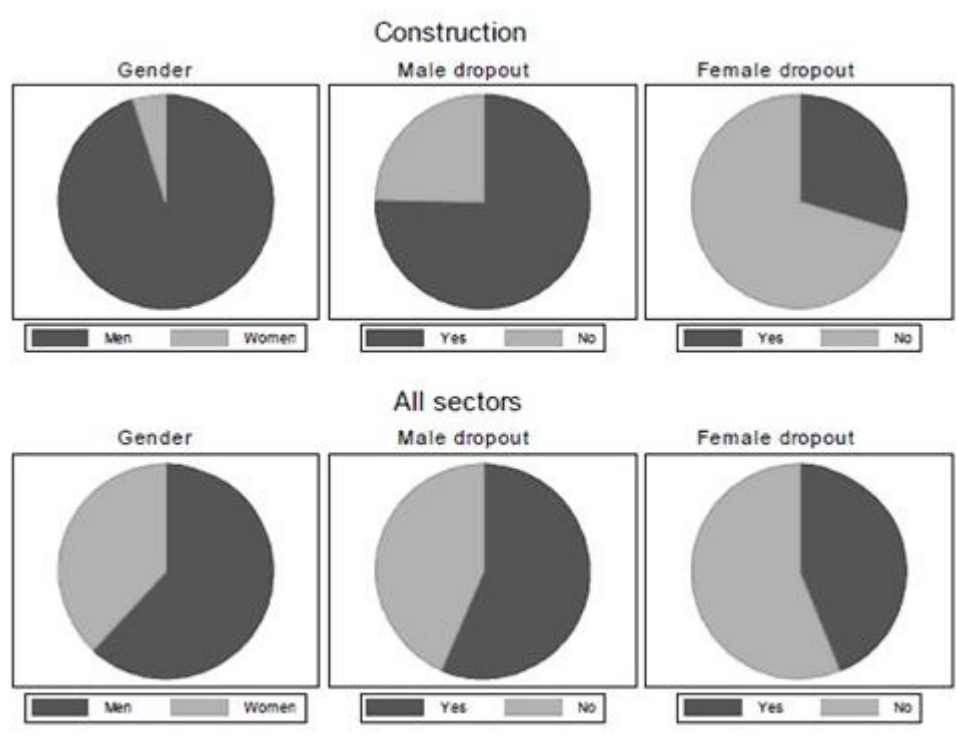 Construction
Gender
Male dropout
Female dropout
Men Women
Yes No
Yes No
All sectors
Gender
Male dropout
Female dropout
Men Women
Yes No
Yes No